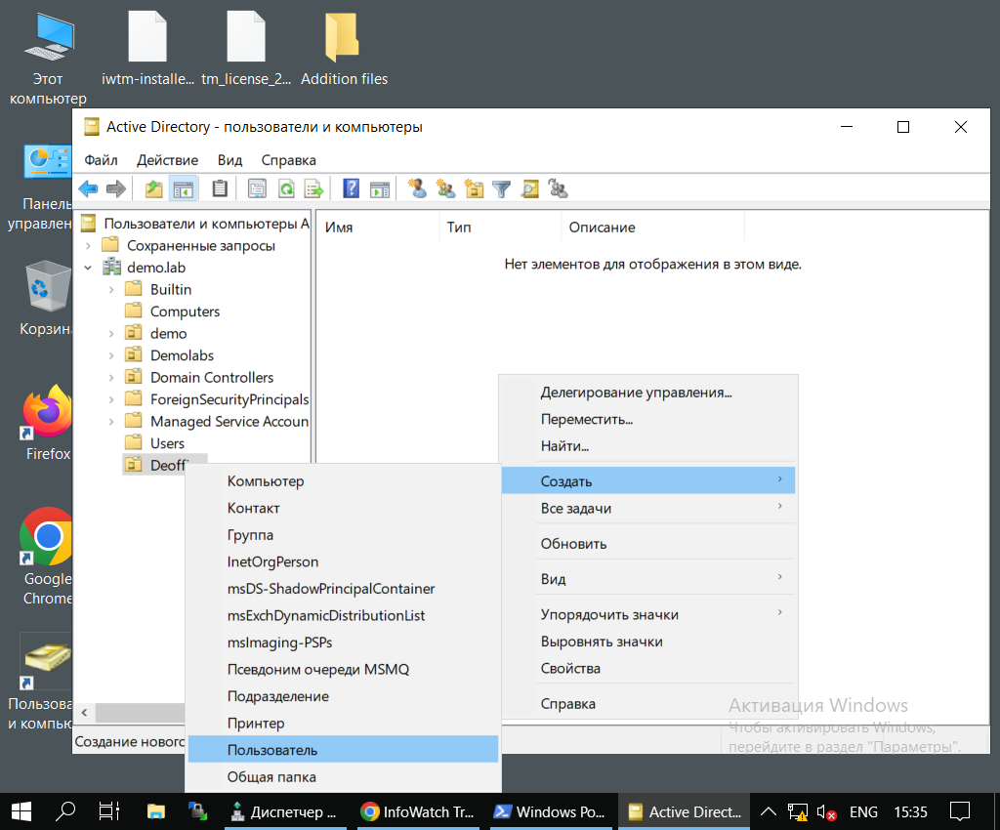 Этот
компьютер
iwtm-installe...
tm_license_2...
Addition files
Active Directory - пользователи и компьютеры
Файл Действие Вид Справка
Панель
управлен
Корзина
Firefox
Google
Chrome
Пользова
и компью
Пользователи и компьютеры A
Сохраненные запросы
demo.lab
Builtin
Computers
demo
Demolabs
Domain Controllers
ForeignSecurityPrincipals
Managed Service Accoun
Users
Deoffi
Имя Тип Описание
Нет элементов для отображения в этом виде.
Делегирование управления...
Переместить...
Найти...
Создать
Все задачи
Обновить
Вид
Упорядочить значки
Выровнять значки
Свойства
Справка
Компьютер
Контакт
Группа
InetOrgPerson
msDS-ShadowPrincipalContainer
msExchDynamicDistributionList
msImaging-PSPs
Псевдоним очереди MSMQ
Подразделение
Принтер
Пользователь
Общая папка
Создание нового
Активация Windows
Чтобы активировать Windows,
перейдите в раздел "Параметры".
Диспетчер ...
InfoWatch Tr...
Windows Po...
Active Direct...
ENG
15:35